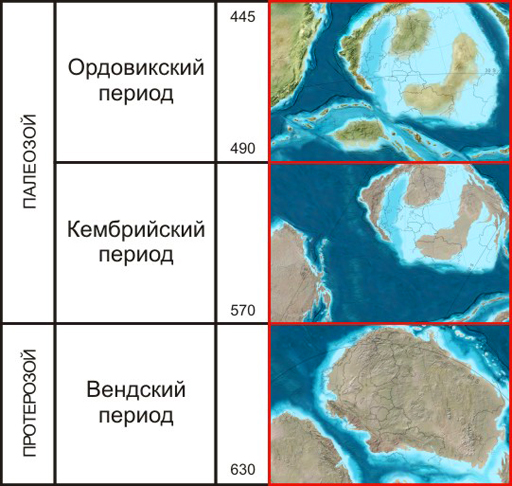 ПАЛЕОЗОЙ
Ордовикский
период
445
490
Кембрийский
период
570
ПРОТЕРОЗОЙ
Вендский
период
630